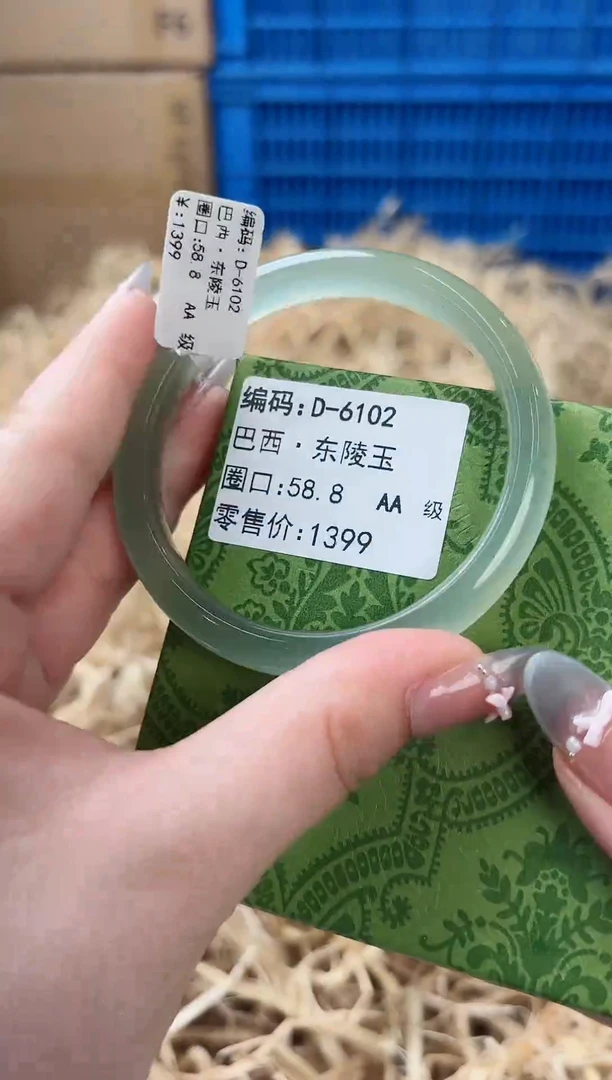 编码: D-6102
巴西·东陵玉
圈口:58.8 AA 级
¥:1399
编码:D-6102
巴西·东陵玉
圈口:58.8 AA 级
零售价:1399